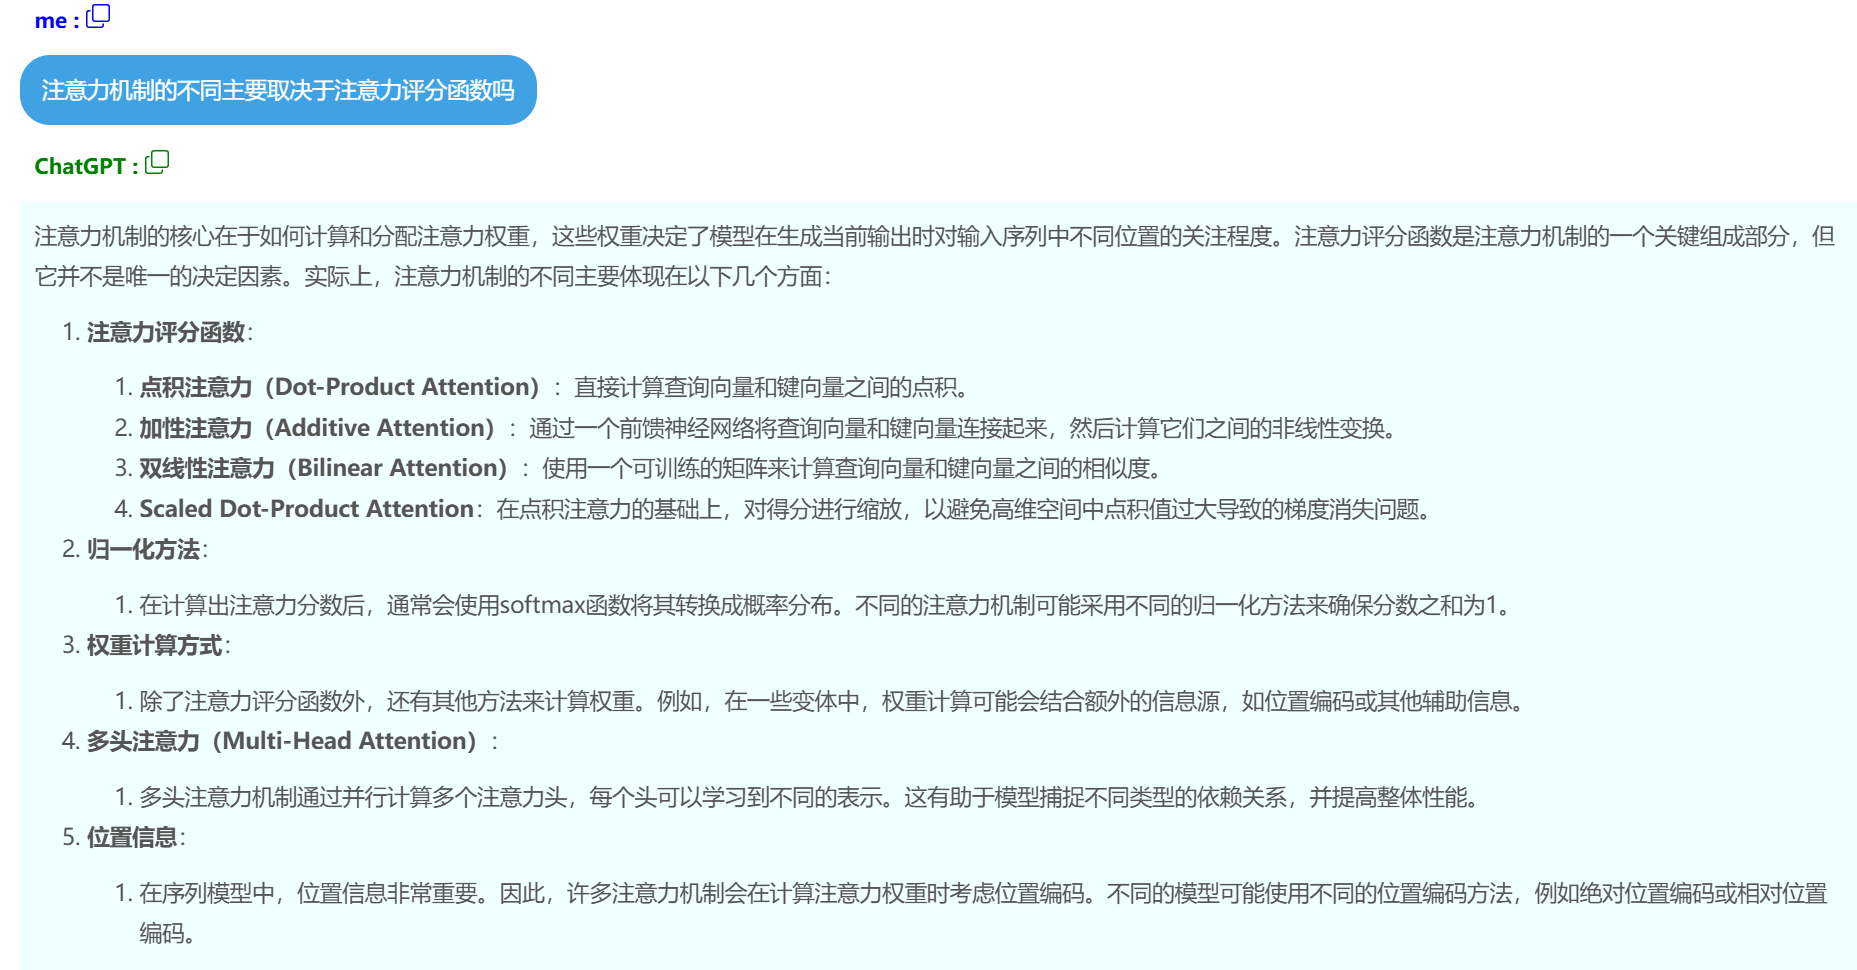 me :
注意力机制的不同主要取决于注意力评分函数吗
ChatGPT :
注意力机制的核心在于如何计算和分配注意力权重，这些权重决定了模型在生成当前输出时对输入序列中不同位置的关注程度。注意力评分函数是注意力机制的一个关键组成部分，但
它并不是唯一的决定因素。实际上，注意力机制的不同主要体现在以下几个方面：
1. 注意力评分函数：
1. 点积注意力（Dot-Product Attention）：直接计算查询向量和键向量之间的点积。
2. 加性注意力（Additive Attention）：通过一个前馈神经网络将查询向量和键向量连接起来，然后计算它们之间的非线性变换。
3. 双线性注意力（Bilinear Attention）：使用一个可训练的矩阵来计算查询向量和键向量之间的相似度。
4. Scaled Dot-Product Attention：在点积注意力的基础上，对得分进行缩放，以避免高维空间中点积值过大导致的梯度消失问题。
2. 归一化方法：
1. 在计算出注意力分数后，通常会使用softmax函数将其转换成概率分布。不同的注意力机制可能采用不同的归一化方法来确保分数之和为1。
3. 权重计算方式：
1. 除了注意力评分函数外，还有其他方法来计算权重。例如，在一些变体中，权重计算可能会结合额外的信息源，如位置编码或其他辅助信息。
4. 多头注意力（Multi-Head Attention）：
1. 多头注意力机制通过并行计算多个注意力头，每个头可以学习到不同的表示。这有助于模型捕捉不同类型的依赖关系，并提高整体性能。
5. 位置信息：
1. 在序列模型中，位置信息非常重要。因此，许多注意力机制会在计算注意力权重时考虑位置编码。不同的模型可能使用不同的位置编码方法，例如绝对位置编码或相对位置
编码。